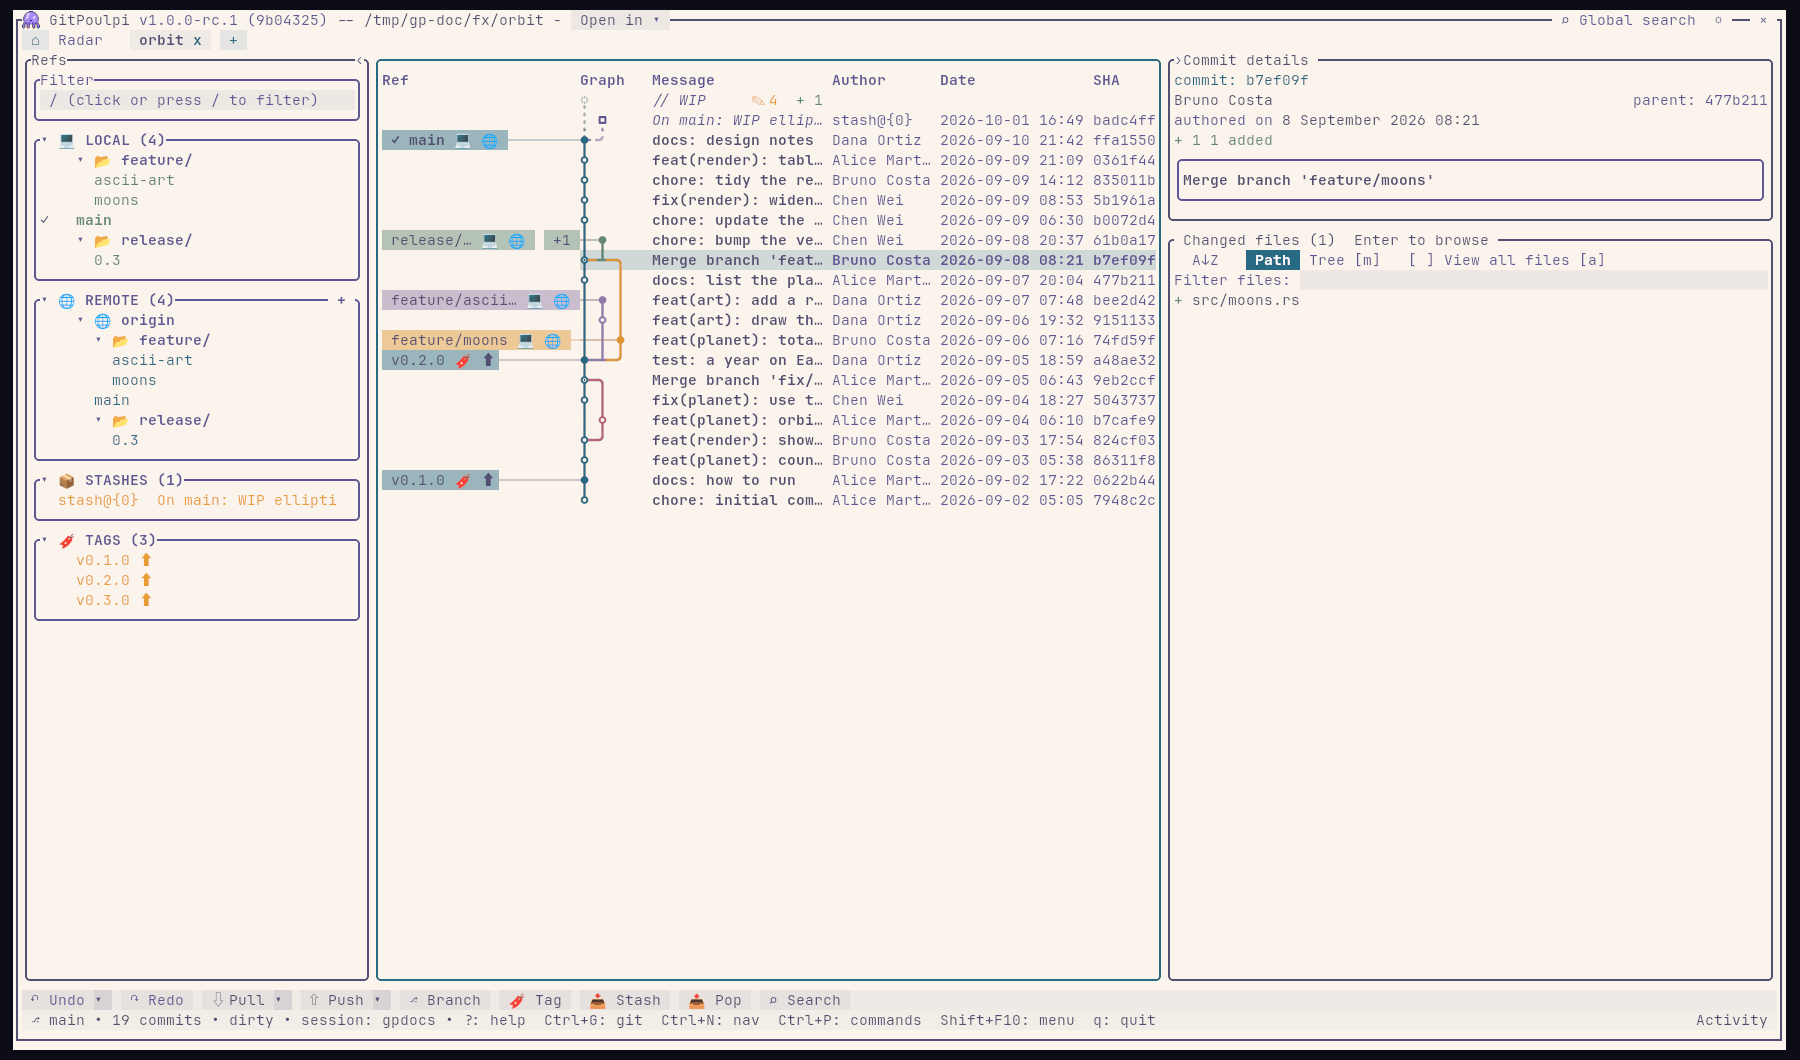 GitPoulpi v1.0.0-rc.1 (9b04325) -- /tmp/gp-doc/fx/orbit - Open in ▾ ⌕ Global search ☼ ✕
⌂ Radar orbit x +
Refs ‹
Filter
/ (click or press / to filter)
▾ LOCAL (4)
▾ feature/
ascii-art
moons
✓ main
▾ release/
0.3
▾ REMOTE (4) +
▾ origin
▾ feature/
ascii-art
moons
main
▾ release/
0.3
▾ STASHES (1)
stash@{0} On main: WIP ellipti
▾ TAGS (3)
v0.1.0 ⬆
v0.2.0 ⬆
v0.3.0 ⬆
Ref Graph Message Author Date SHA
// WIP ✎4 + 1
On main: WIP ellip… stash@{0} 2026-10-01 16:49 badc4ff
✓ main docs: design notes Dana Ortiz 2026-09-10 21:42 ffa1550
feat(render): tabl… Alice Mart… 2026-09-09 21:09 0361f44
chore: tidy the re… Bruno Costa 2026-09-09 14:12 835011b
fix(render): widen… Chen Wei 2026-09-09 08:53 5b1961a
chore: update the … Chen Wei 2026-09-09 06:30 b0072d4
release/… +1 chore: bump the ve… Chen Wei 2026-09-08 20:37 61b0a17
Merge branch 'feat… Bruno Costa 2026-09-08 08:21 b7ef09f
docs: list the pla… Alice Mart… 2026-09-07 20:04 477b211
feature/ascii… feat(art): add a r… Dana Ortiz 2026-09-07 07:48 bee2d42
feat(art): draw th… Dana Ortiz 2026-09-06 19:32 9151133
feature/moons feat(planet): tota… Bruno Costa 2026-09-06 07:16 74fd59f
v0.2.0 ⬆ test: a year on Ea… Dana Ortiz 2026-09-05 18:59 a48ae32
Merge branch 'fix/… Alice Mart… 2026-09-05 06:43 9eb2ccf
fix(planet): use t… Chen Wei 2026-09-04 18:27 5043737
feat(planet): orbi… Alice Mart… 2026-09-04 06:10 b7cafe9
feat(render): show… Bruno Costa 2026-09-03 17:54 824cf03
feat(planet): coun… Bruno Costa 2026-09-03 05:38 86311f8
v0.1.0 ⬆ docs: how to run Alice Mart… 2026-09-02 17:22 0622b44
chore: initial com… Alice Mart… 2026-09-02 05:05 7948c2c
›Commit details
commit: b7ef09f
Bruno Costa parent: 477b211
authored on 8 September 2026 08:21
+ 1 1 added
Merge branch 'feature/moons'
Changed files (1) Enter to browse
A↓Z Path Tree [m] [ ] View all files [a]
Filter files:
+ src/moons.rs
↶ Undo ▾ ↷ Redo ⇩ Pull ▾ ⇧ Push ▾ ⎇ Branch Tag Stash Pop ⌕ Search
⎇ main • 19 commits • dirty • session: gpdocs • ?: help Ctrl+G: git Ctrl+N: nav Ctrl+P: commands Shift+F10: menu q: quit Activity